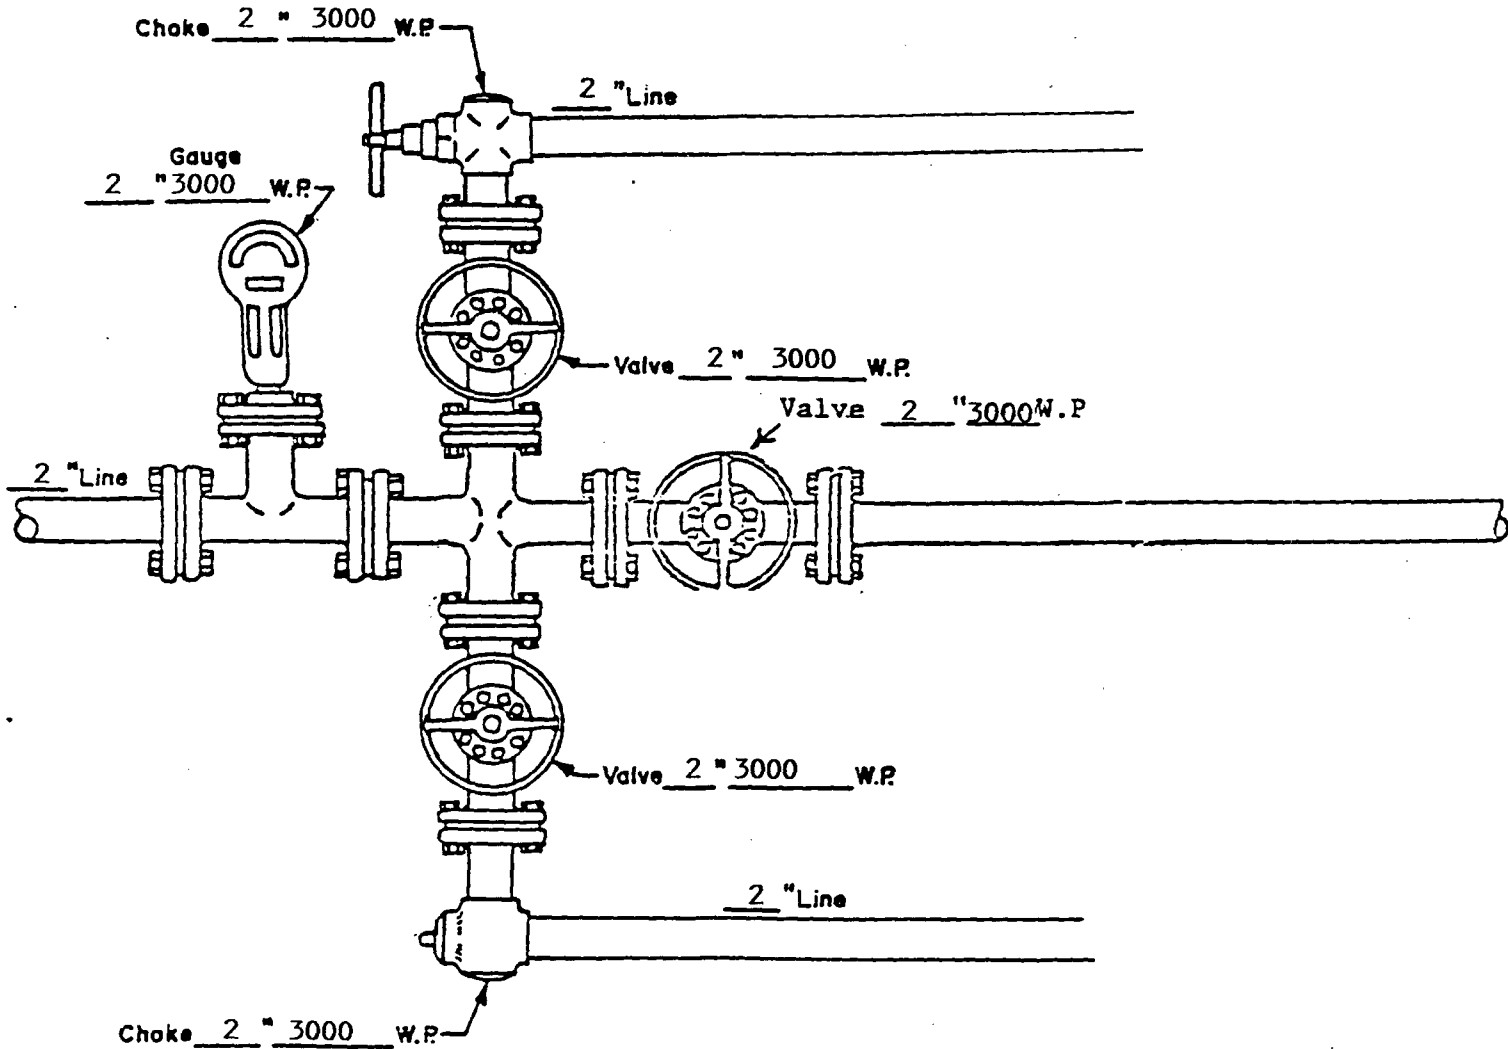 Choke 2 " 3000 W.P.
2 "Line
Gauge
2 "3000 W.P.
Valve 2 " 3000 W.P.
Valve 2 "3000 W.P
2 "Line
Valve 2 " 3000 W.P.
2 "Line
Choke 2 " 3000 W.P.